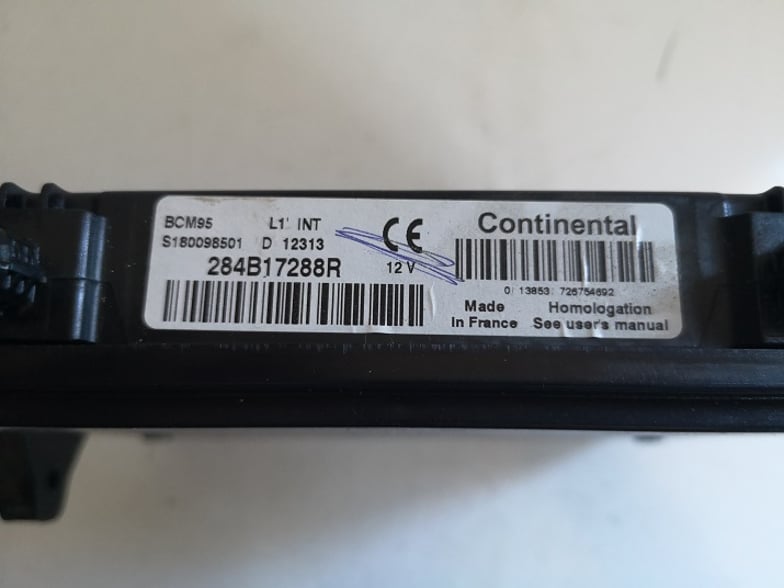 BCM95 L1' INT
S180098501 D 12313
284B17288R
CE
12 V
Continental
0 13853 726754692
Made In France
Homologation
See user's manual